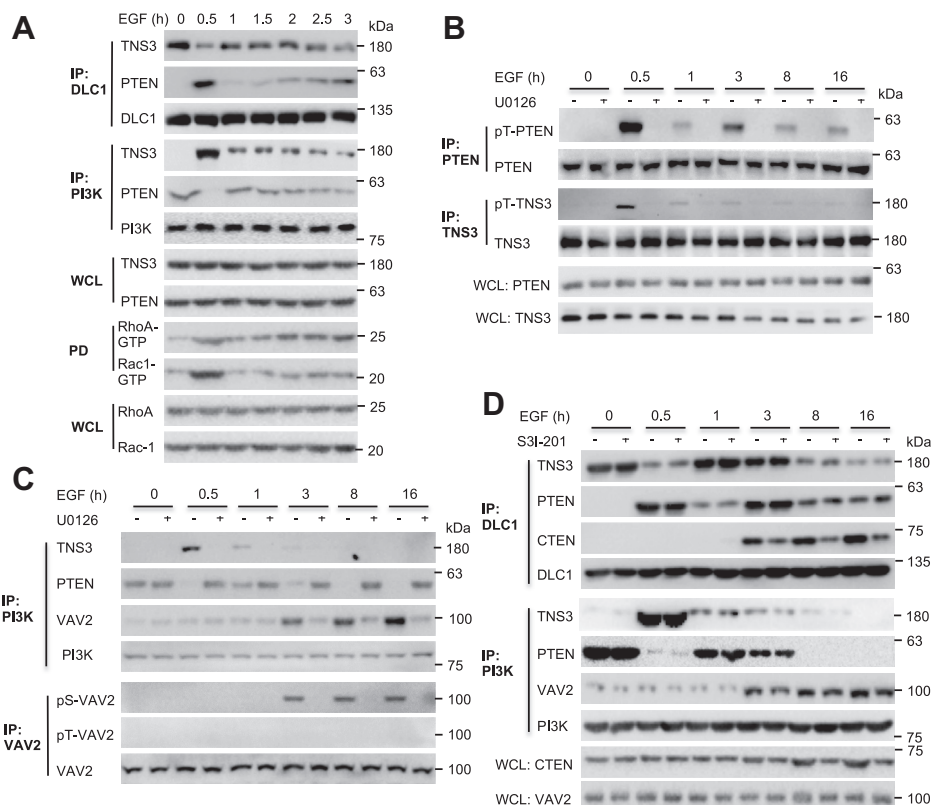 A
EGF (h) 0 0.5 1 1.5 2 2.5 3
kDa
IP: DLC1
TNS3 180
PTEN 63
DLC1 135
IP: PI3K
TNS3 180
PTEN 63
PI3K 75
WCL
TNS3 180
PTEN 63
PD
RhoA-GTP 25
Rac1-GTP 20
WCL
RhoA 25
Rac-1 20
B
EGF (h) 0 0.5 1 3 8 16
U0126 - + - + - + - + - + - + kDa
IP: PTEN
pT-PTEN 63
PTEN 63
IP: TNS3
pT-TNS3 180
TNS3 180
WCL: PTEN 63
WCL: TNS3 180
C
EGF (h) 0 0.5 1 3 8 16
U0126 - + - + - + - + - + - + kDa
IP: PI3K
TNS3 180
PTEN 63
VAV2 100
PI3K 75
IP: VAV2
pS-VAV2 100
pT-VAV2 100
VAV2 100
D
EGF (h) 0 0.5 1 3 8 16
S3I-201 - + - + - + - + - + - + kDa
IP: DLC1
TNS3 180
PTEN 63
CTEN 75
DLC1 135
IP: PI3K
TNS3 180
PTEN 63
VAV2 100
PI3K 75
WCL: CTEN 75
WCL: VAV2 100